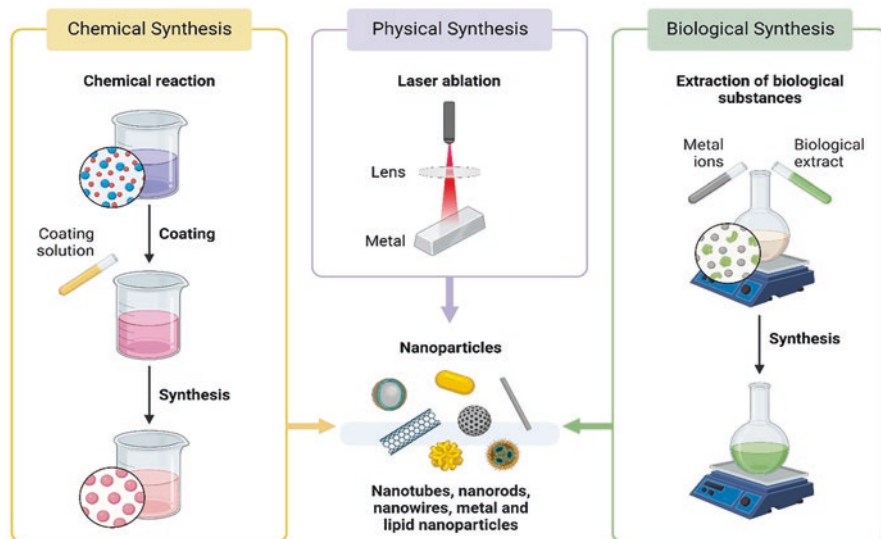 Chemical Synthesis
Chemical reaction
Coating
solution
Coating
Synthesis
Physical Synthesis
Laser ablation
Lens
Metal
Nanoparticles
Nanotubes, nanorods,
nanowires, metal and
lipid nanoparticles
Biological Synthesis
Extraction of biological
substances
Metal
ions
Biological
extract
Synthesis